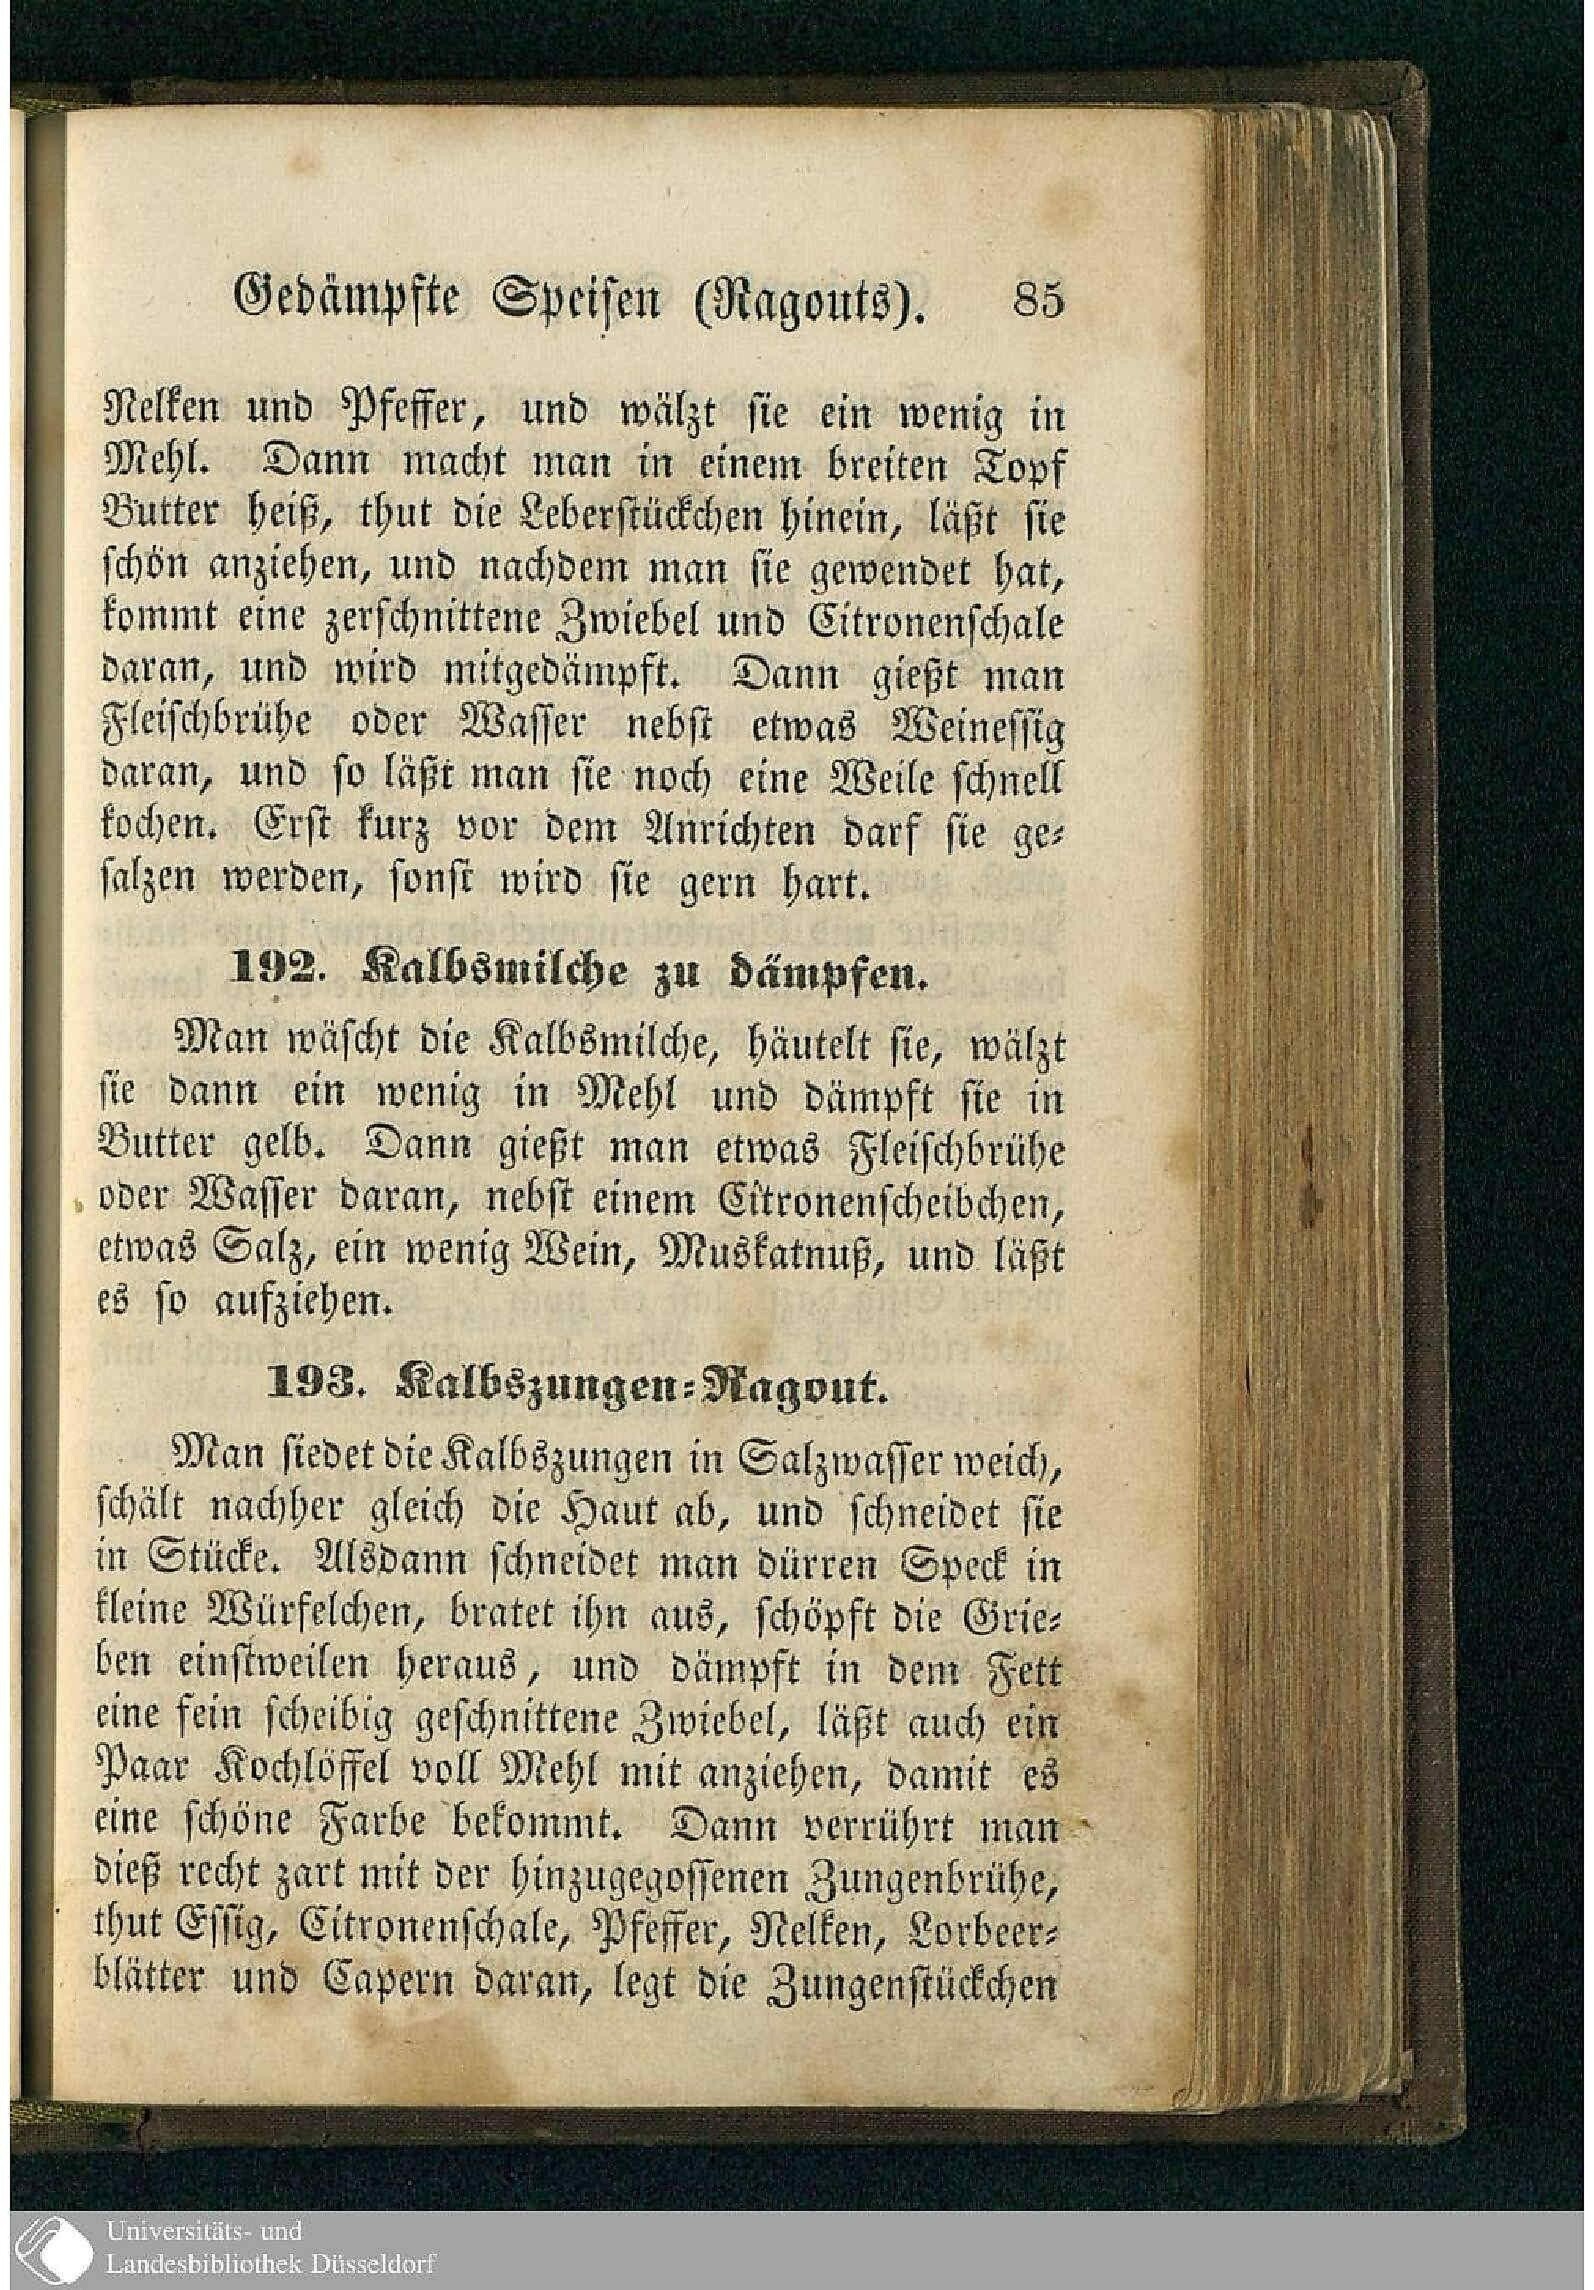 Gedämpfte Speisen (Ragouts). 85
Nelken und Pfeffer, und wälzt sie ein wenig in
Mehl. Dann macht man in einem breiten Topf
Butter heiß, thut die Leberstückchen hinein, läßt sie
schön anziehen, und nachdem man sie gewendet hat,
kommt eine zerschnittene Zwiebel und Citronenschale
daran, und wird mitgedämpft. Dann gießt man
Fleischbrühe oder Wasser nebst etwas Weinessig
daran, und so läßt man sie noch eine Weile schnell
kochen. Erst kurz vor dem Anrichten darf sie ge-
salzen werden, sonst wird sie gern hart.
192. Kalbsmilche zu dämpfen.
Man wäscht die Kalbsmilche, häutelt sie, wälzt
sie dann ein wenig in Mehl und dämpft sie in
Butter gelb. Dann gießt man etwas Fleischbrühe
oder Wasser daran, nebst einem Citronenscheibchen,
etwas Salz, ein wenig Wein, Muskatnuß, und läßt
es so aufziehen.
193. Kalbszungen-Ragout.
Man siedet die Kalbszungen in Salzwasser weich,
schält nachher gleich die Haut ab, und schneidet sie
in Stücke. Alsdann schneidet man dürren Speck in
kleine Würfelchen, bratet ihn aus, schöpft die Grie-
ben einstweilen heraus, und dämpft in dem Fett
eine fein scheibig geschnittene Zwiebel, läßt auch ein
Paar Kochlöffel voll Mehl mit anziehen, damit es
eine schöne Farbe bekommt. Dann verrührt man
dieß recht zart mit der hinzugegossenen Zungenbrühe,
thut Essig, Citronenschale, Pfeffer, Nelken, Lorbeer-
blätter und Capern daran, legt die Zungenstückchen
Universitäts- und
Landesbibliothek Düsseldorf